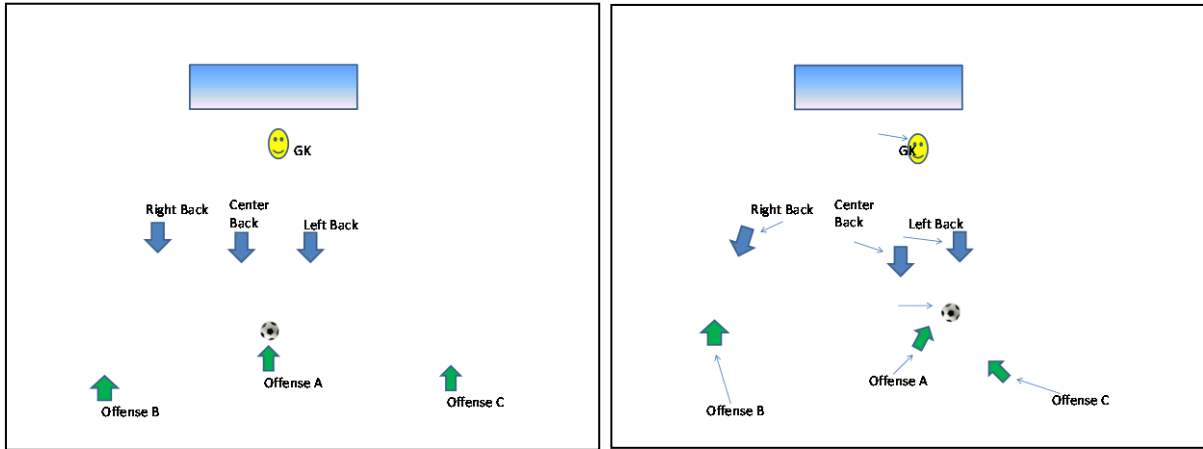 GK
Right Back
Center
Back
Left Back
Offense A
Offense B
Offense C
GK
Right Back
Center
Back
Left Back
Offense A
Offense B
Offense C